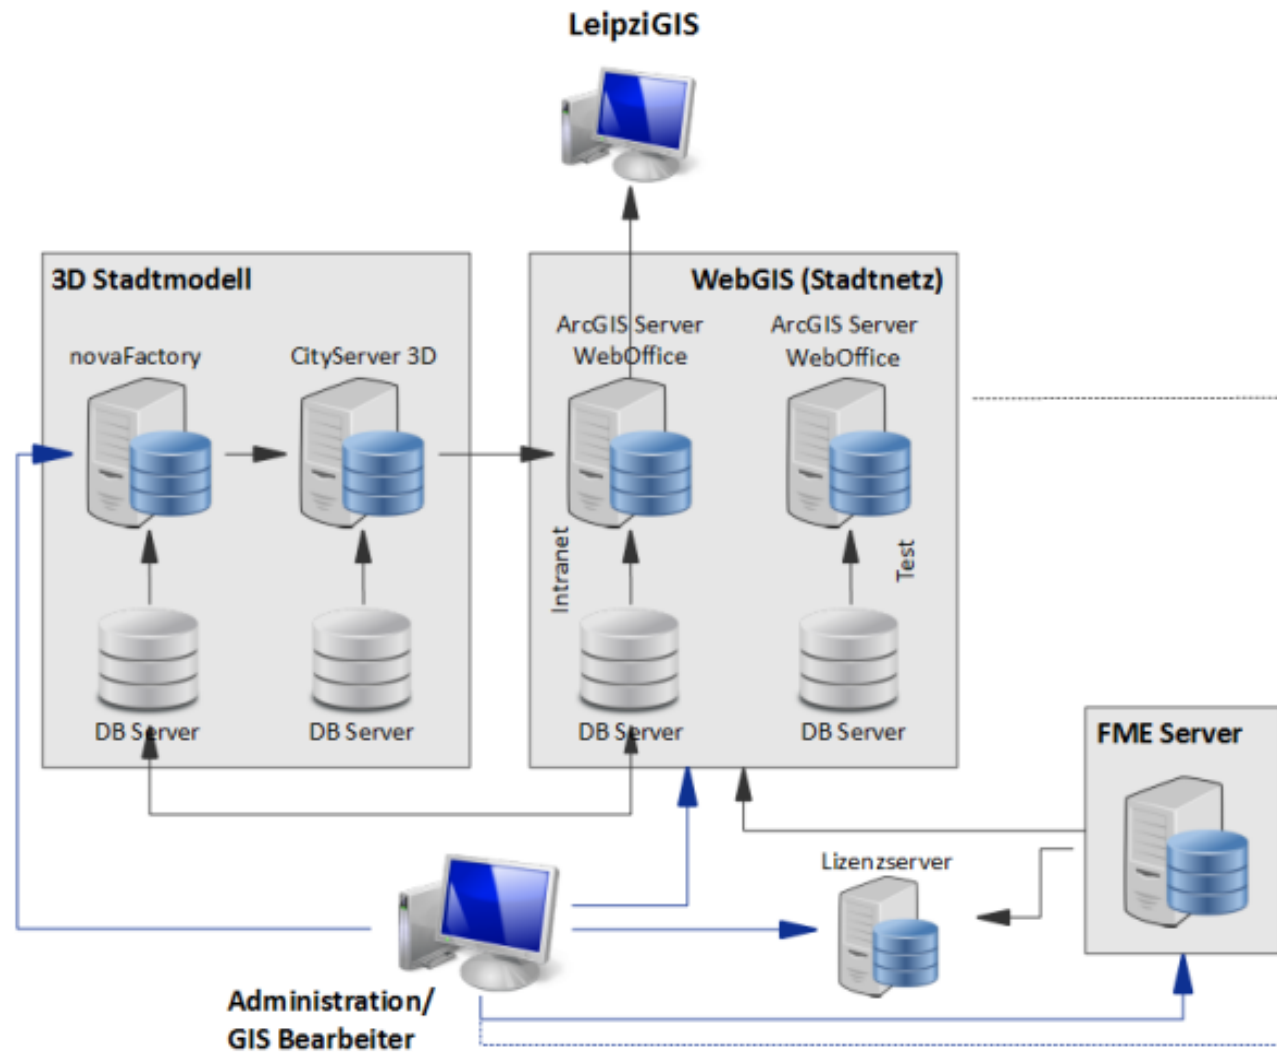 LeipziGIS
3D Stadtmodell
WebGIS (Stadtnetz)
novaFactory
CityServer 3D
ArcGIS Server
WebOffice
ArcGIS Server
WebOffice
Intranet
Test
DB Server
DB Server
DB Server
DB Server
FME Server
Lizenzserver
Administration/
GIS Bearbeiter